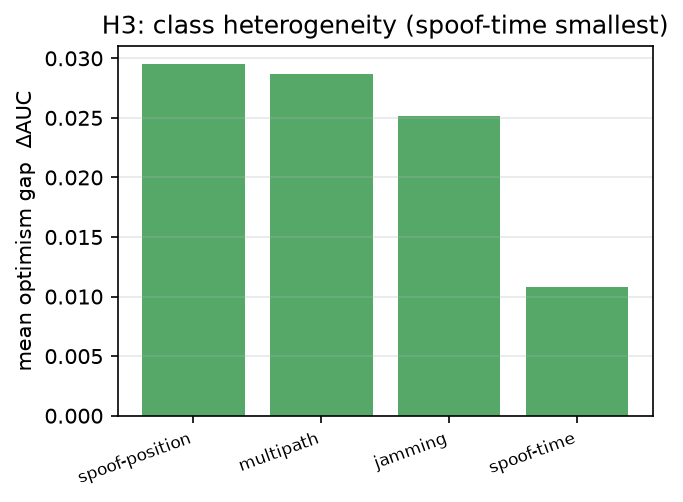 H3: class heterogeneity (spoof-time smallest)
mean optimism gap ΔAUC
0.030
0.025
0.020
0.015
0.010
0.005
0.000
spoof-position
multipath
jamming
spoof-time